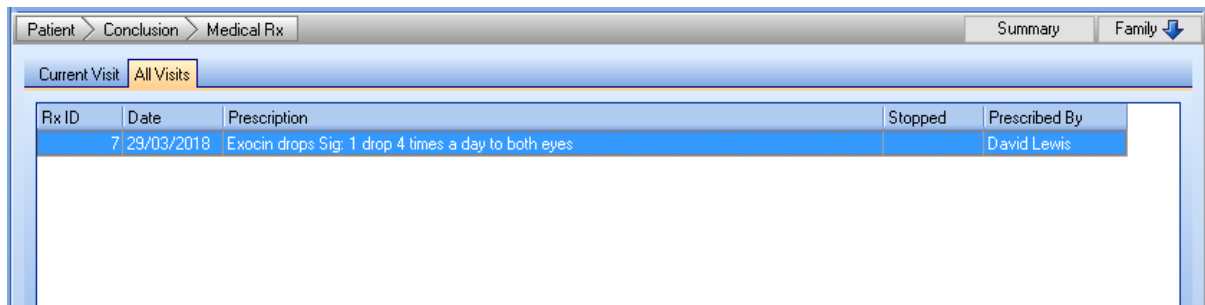 Patient Conclusion Medical Rx Summary Family
Current Visit All Visits
Rx ID Date Prescription Stopped Prescribed By
7 29/03/2018 Exocin drops Sig: 1 drop 4 times a day to both eyes David Lewis